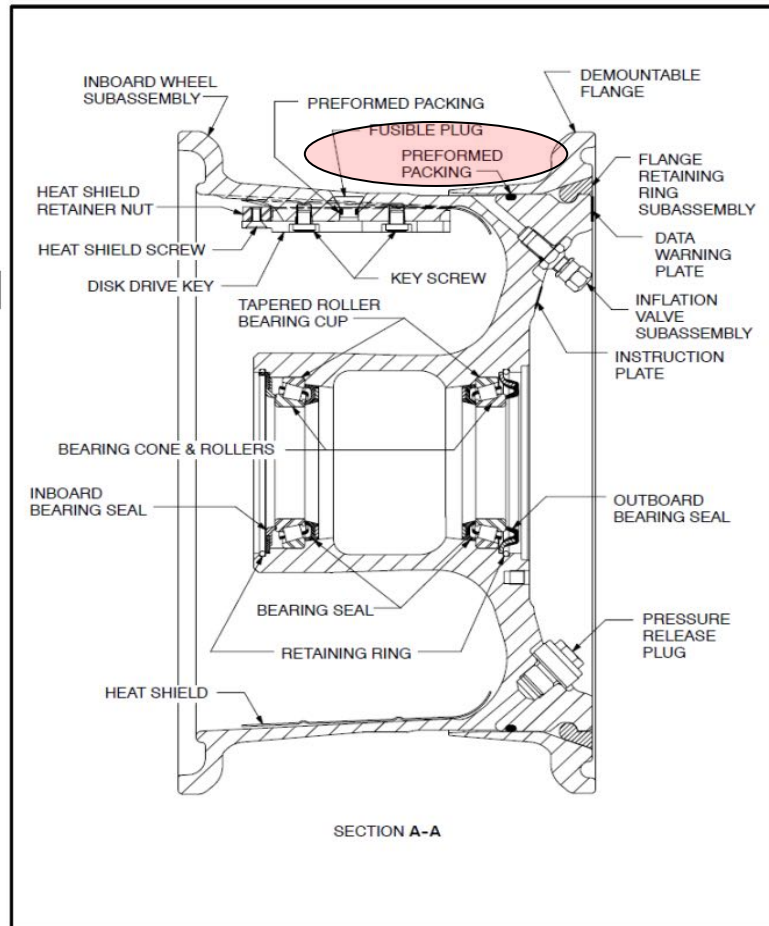 INBOARD WHEEL
SUBASSEMBLY
PREFORMED PACKING
FUSIBLE PLUG
PREFORMED
PACKING
DEMOUNTABLE
FLANGE
FLANGE
RETAINING
RING
SUBASSEMBLY
HEAT SHIELD
RETAINER NUT
HEAT SHIELD SCREW
DISK DRIVE KEY
KEY SCREW
DATA
WARNING
PLATE
TAPERED ROLLER
BEARING CUP
INFLATION
VALVE
SUBASSEMBLY
INSTRUCTION
PLATE
BEARING CONE & ROLLERS
INBOARD
BEARING SEAL
OUTBOARD
BEARING SEAL
BEARING SEAL
RETAINING RING
PRESSURE
RELEASE
PLUG
HEAT SHIELD
SECTION A-A